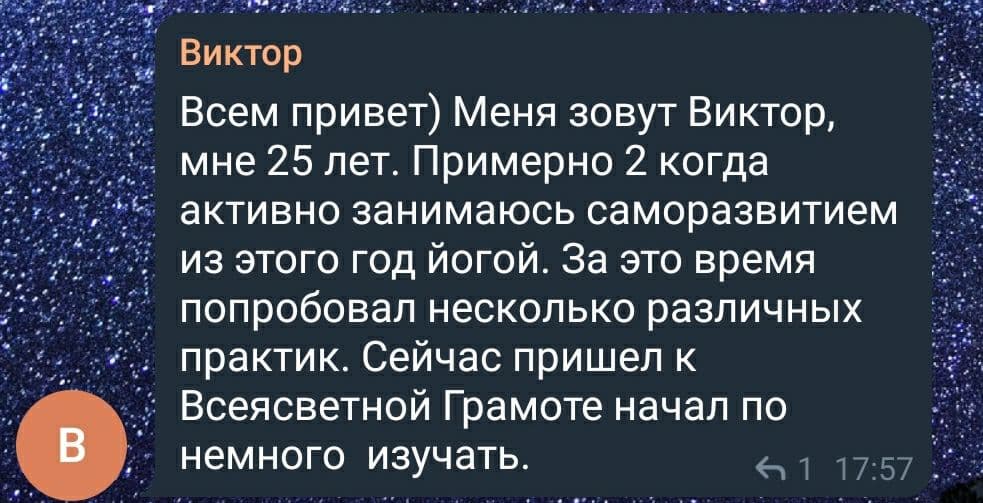 Виктор
Всем привет) Меня зовут Виктор,
мне 25 лет. Примерно 2 когда
активно занимаюсь саморазвитием
из этого год йогой. За это время
попробовал несколько различных
практик. Сейчас пришел к
Всеясветной Грамоте начал по
немного  изучать.
В
1 17:57